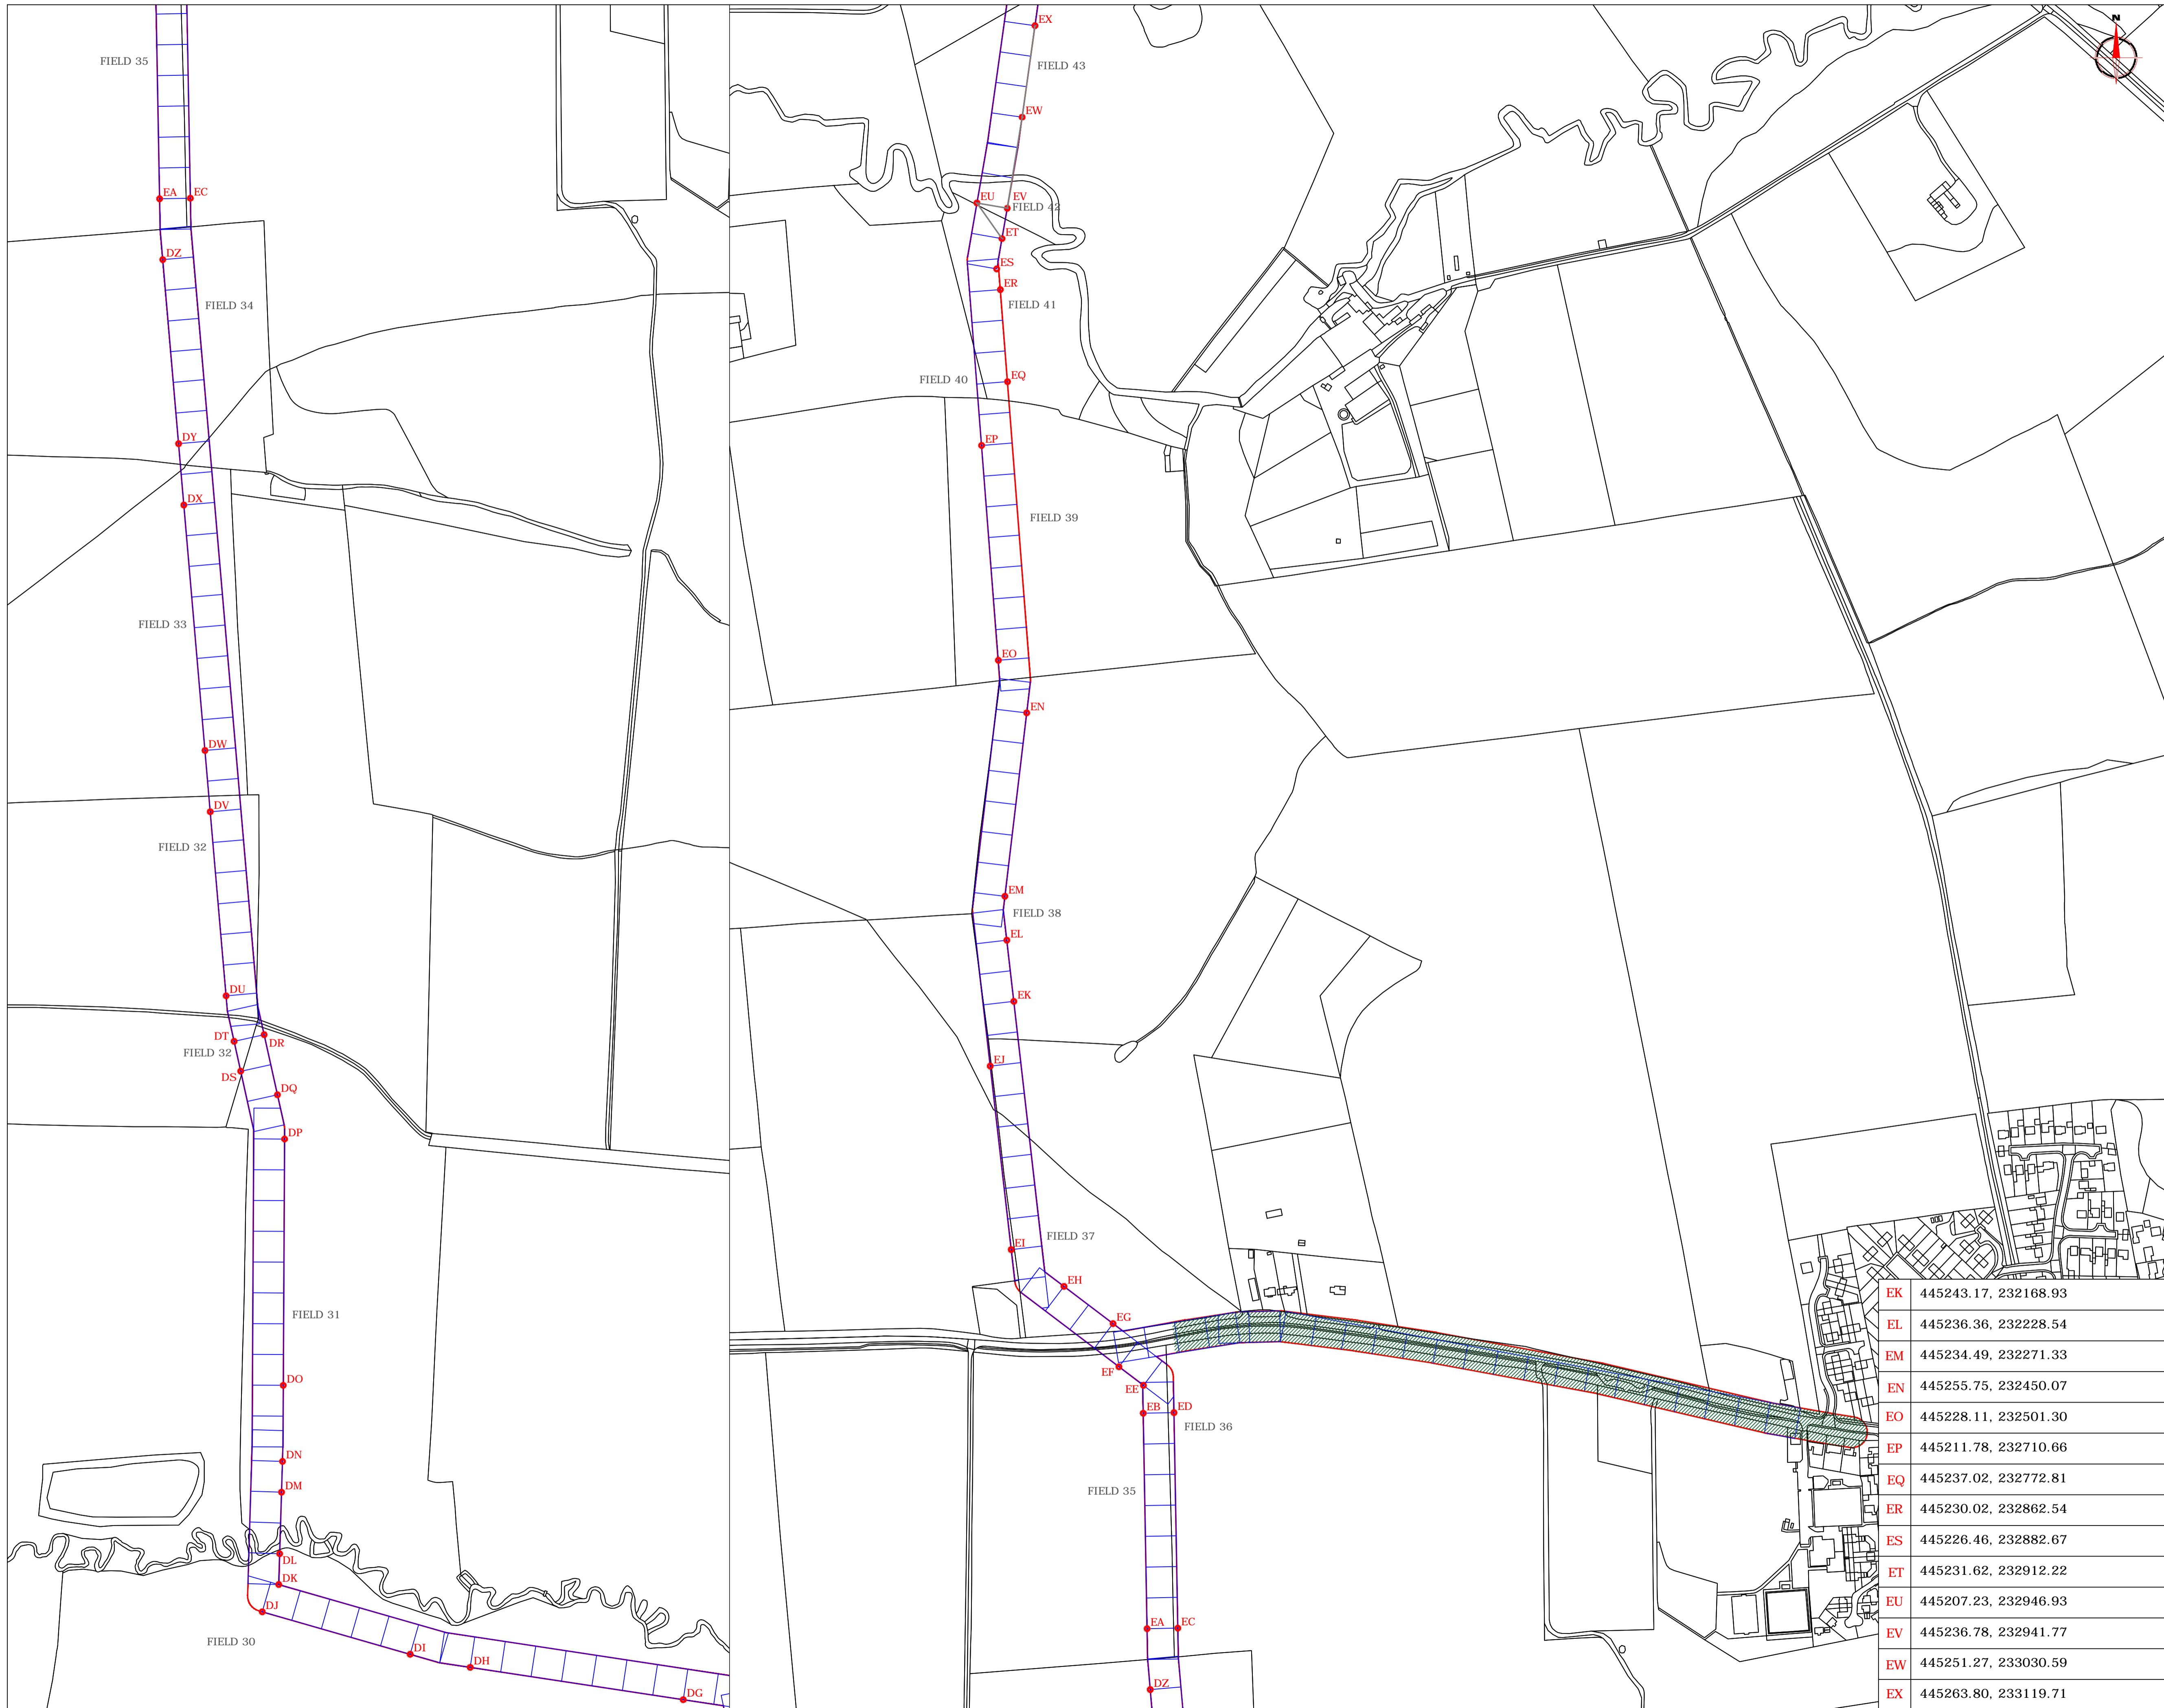 FIELD 35
EA
EC
DZ
FIELD 34
DY
DX
FIELD 33
DW
DV
FIELD 32
DU
DT
DR
FIELD 32
DS
DQ
DP
FIELD 31
DO
DN
DM
DL
DK
DJ
FIELD 30
DI
DH
DG
N
EX
FIELD 43
EW
EU
EV
FIELD 42
ET
ES
ER
FIELD 41
FIELD 40
EQ
EP
FIELD 39
EO
EN
EM
FIELD 38
EL
EK
EJ
EI
FIELD 37
EH
EG
EF
EE
EB
ED
FIELD 36
FIELD 35
EA
EC
DZ
EK 445243.17, 232168.93
EL 445236.36, 232228.54
EM 445234.49, 232271.33
EN 445255.75, 232450.07
EO 445228.11, 232501.30
EP 445211.78, 232710.66
EQ 445237.02, 232772.81
ER 445230.02, 232862.54
ES 445226.46, 232882.67
ET 445231.62, 232912.22
EU 445207.23, 232946.93
EV 445236.78, 232941.77
EW 445251.27, 233030.59
EX 445263.80, 233119.71